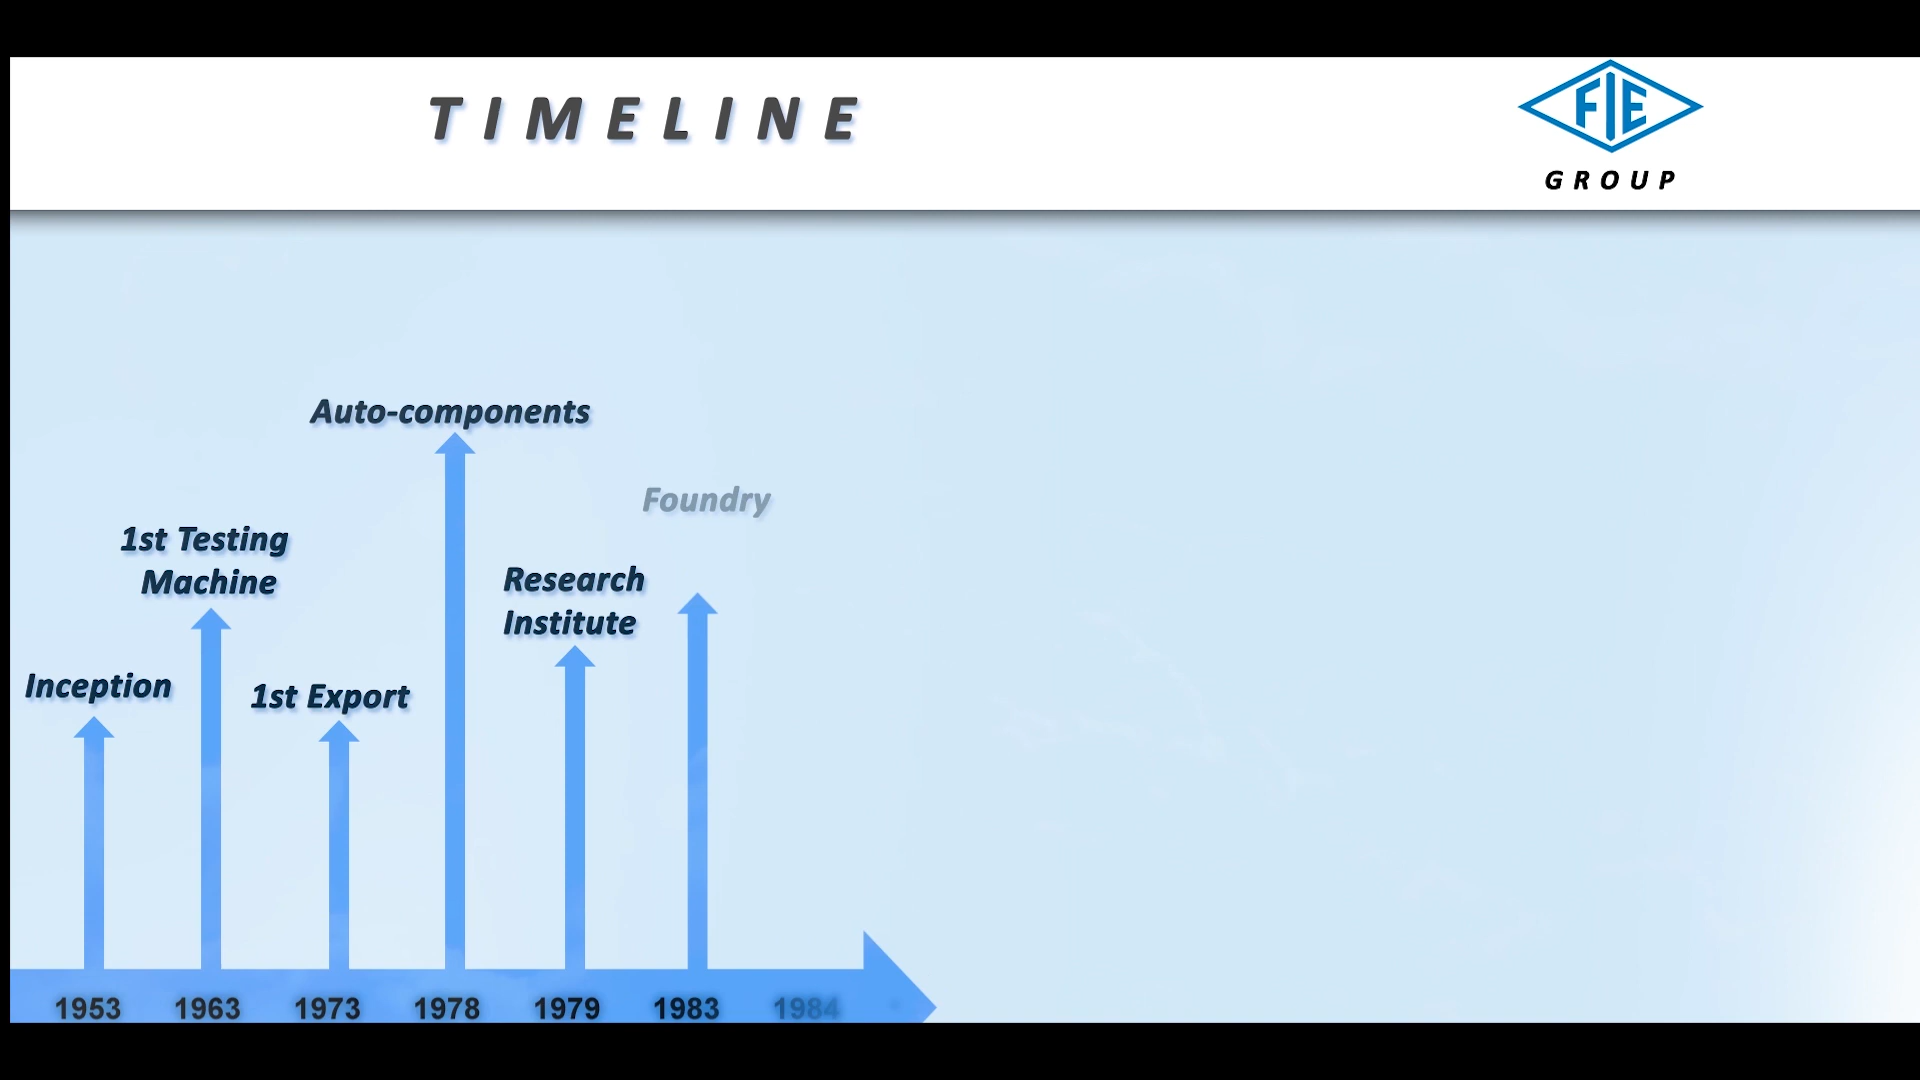 TIMELINE
FIE
GROUP
Auto-components
Foundry
1st Testing
Machine
Research
Institute
Inception
1st Export
1953 1963 1973 1978 1979 1983 1984